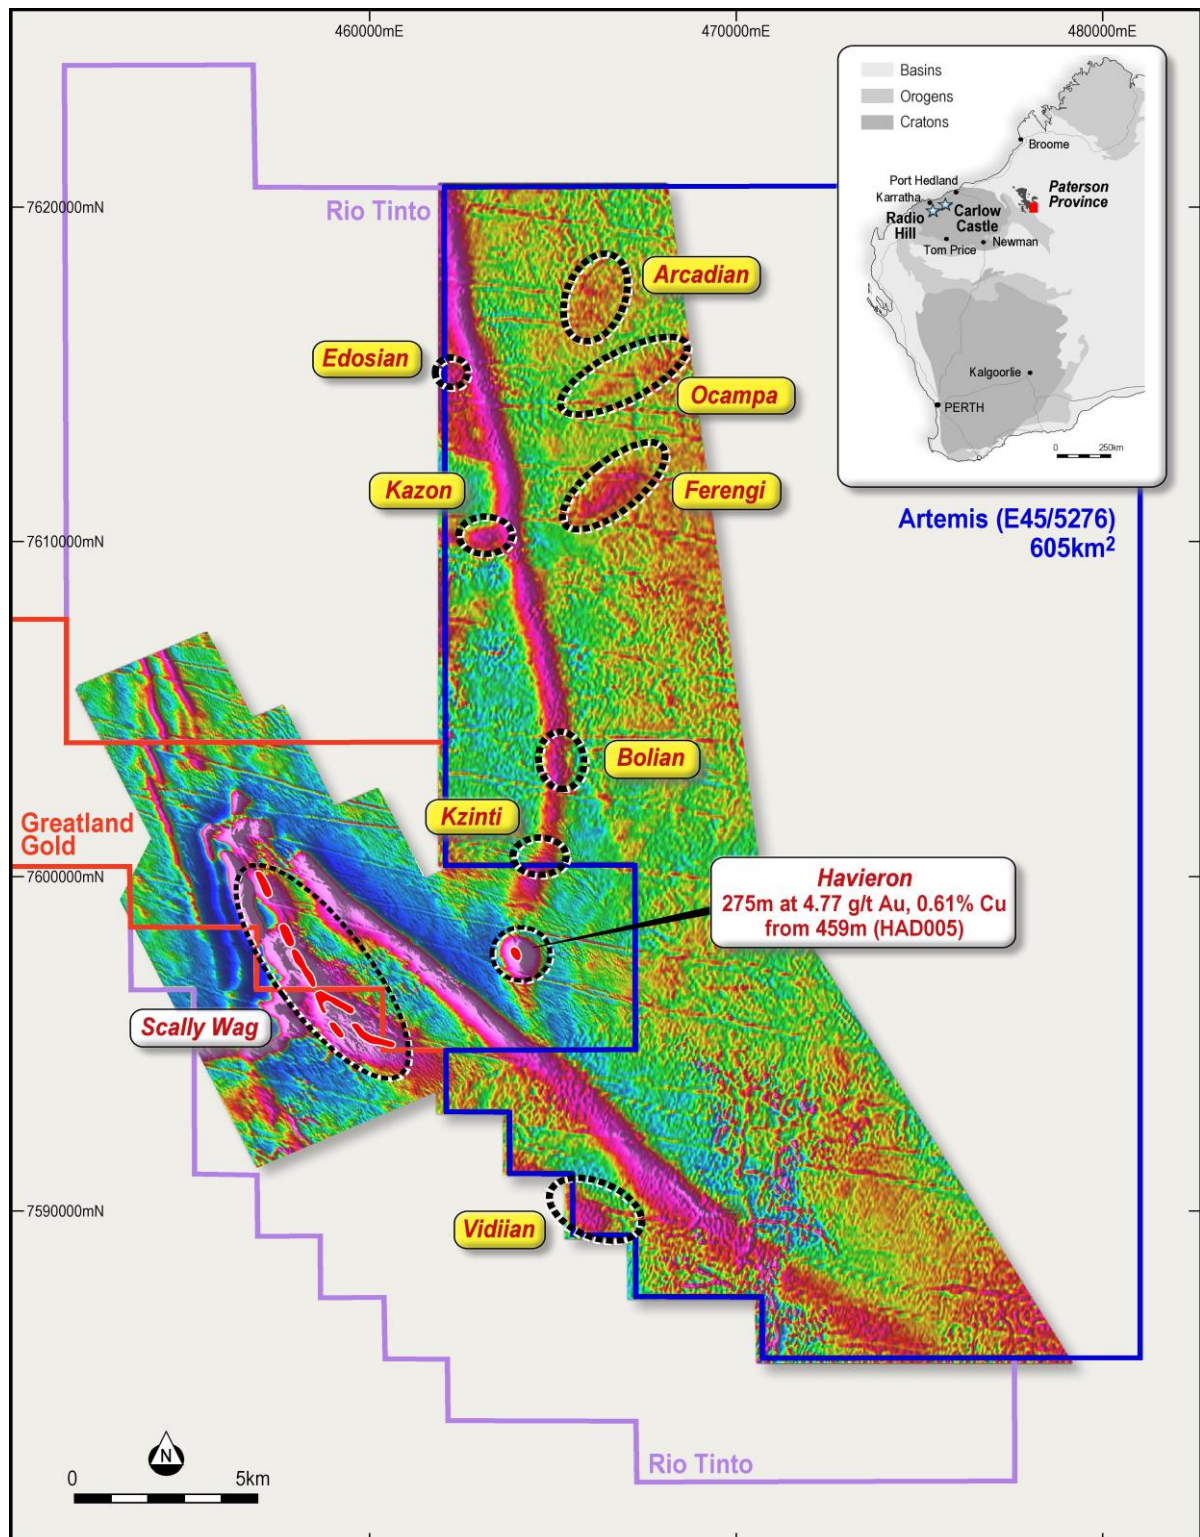 460000mE
470000mE
480000mE
Basins
Orogens
Cratons
Broome
Port Hedland
Karratha
Paterson
Province
Radio
Hill
Carlow
Castle
Tom Price
Newman
Kalgoorlie
PERTH
0
250km
7620000mN
Rio Tinto
Arcadian
Edosian
Ocampa
Kazon
Ferengi
Artemis (E45/5276)
605km²
7610000mN
Bolian
Kzinti
Greatland
Gold
7600000mN
Havieron
275m at 4.77 g/t Au, 0.61% Cu
from 459m (HAD005)
Scally Wag
7590000mN
Vidiian
N
0
5km
Rio Tinto